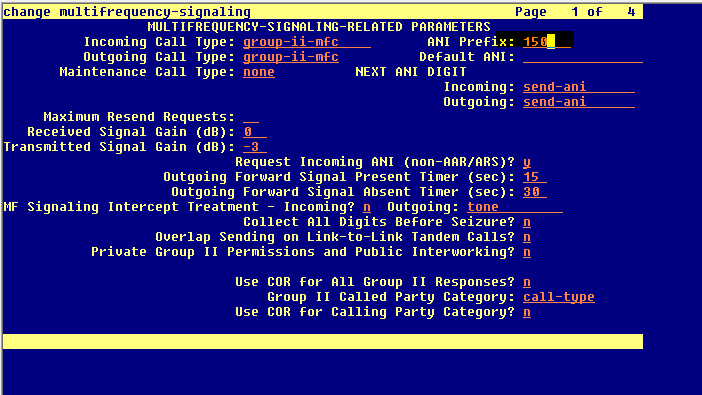 change multifrequency-signaling Page 1 of 4
MULTIFREQUENCY-SIGNALING-RELATED PARAMETERS
Incoming Call Type: group-ii-mfc ANI Prefix: 150
Outgoing Call Type: group-ii-mfc Default ANI:
Maintenance Call Type: none NEXT ANI DIGIT
Incoming: send-ani
Outgoing: send-ani
Maximum Resend Requests:
Received Signal Gain (dB): 0
Transmitted Signal Gain (dB): -3
Request Incoming ANI (non-AAR/ARS)? y
Outgoing Forward Signal Present Timer (sec): 15
Outgoing Forward Signal Absent Timer (sec): 30
MF Signaling Intercept Treatment - Incoming? n Outgoing: tone
Collect All Digits Before Seizure? n
Overlap Sending on Link-to-Link Tandem Calls? n
Private Group II Permissions and Public Interworking? n
Use COR for All Group II Responses? n
Group II Called Party Category: call-type
Use COR for Calling Party Category? n